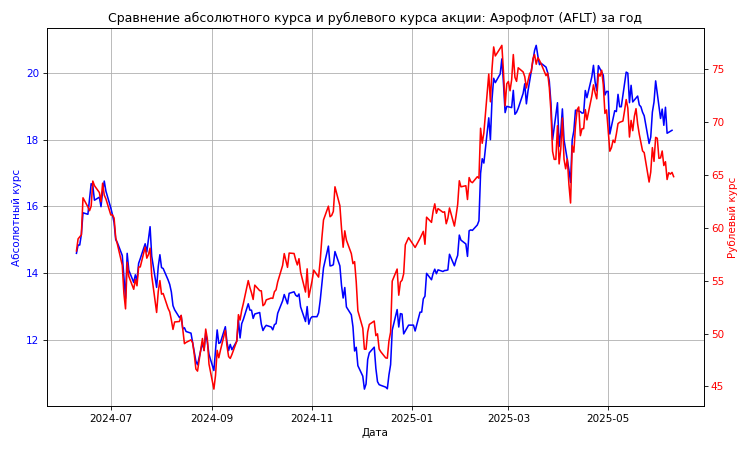 Сравнение абсолютного курса и рублевого курса акции: Аэрофлот (AFLT) за год
Абсолютный курс
20
18
16
14
12
75
70
65
60
55
50
45
Рублевый курс
2024-07 2024-09 2024-11 2025-01 2025-03 2025-05
Дата